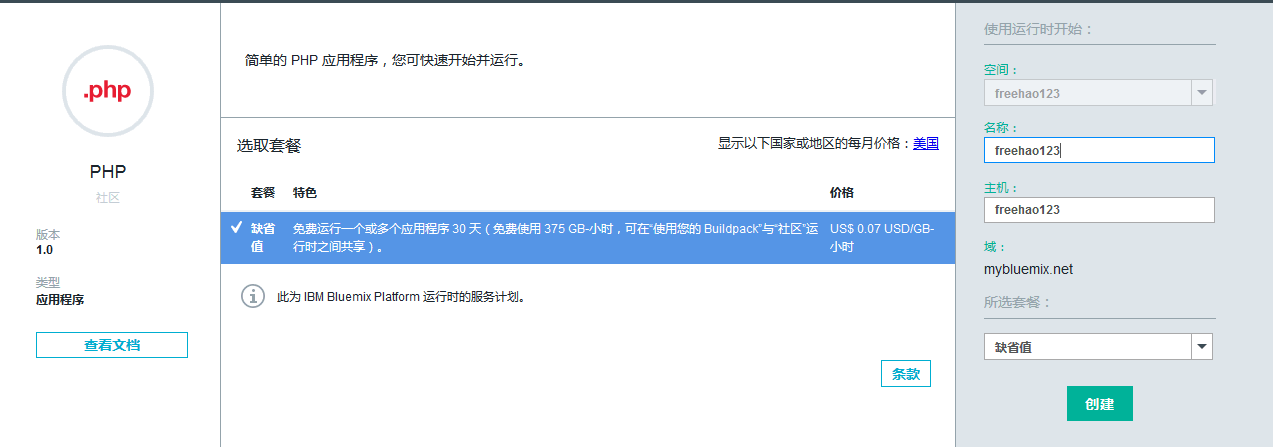 .php
PHP
社区
版本
1.0
类型
应用程序
查看文档
简单的 PHP 应用程序，您可快速开始并运行。
选取套餐
显示以下国家或地区的每月价格：美国
套餐 特色 价格
缺省值 免费运行一个或多个应用程序 30 天（免费使用 375 GB-小时，可在“使用您的 Buildpack”与“社区”运行时之间共享）。 US$ 0.07 USD/GB-小时
此为 IBM Bluemix Platform 运行时的服务计划。
条款
使用运行时开始：
空间：
freehao123
名称：
freehao123
主机：
freehao123
域：
mybluemix.net
所选套餐：
缺省值
创建